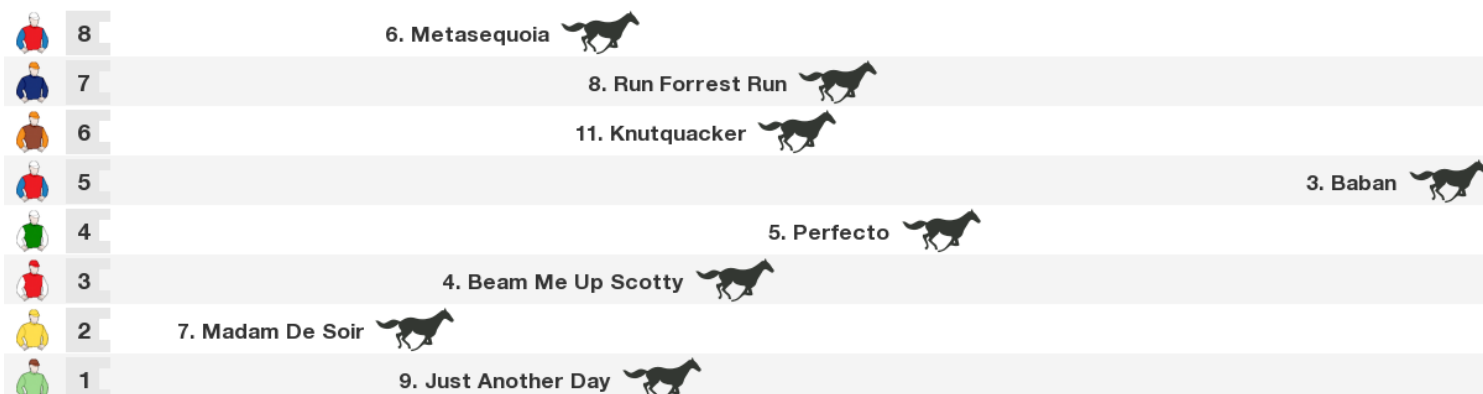 8 6. Metasequoia
7 8. Run Forrest Run
6 11. Knutquacker
5 3. Baban
4 5. Perfecto
3 4. Beam Me Up Scotty
2 7. Madam De Soir
1 9. Just Another Day